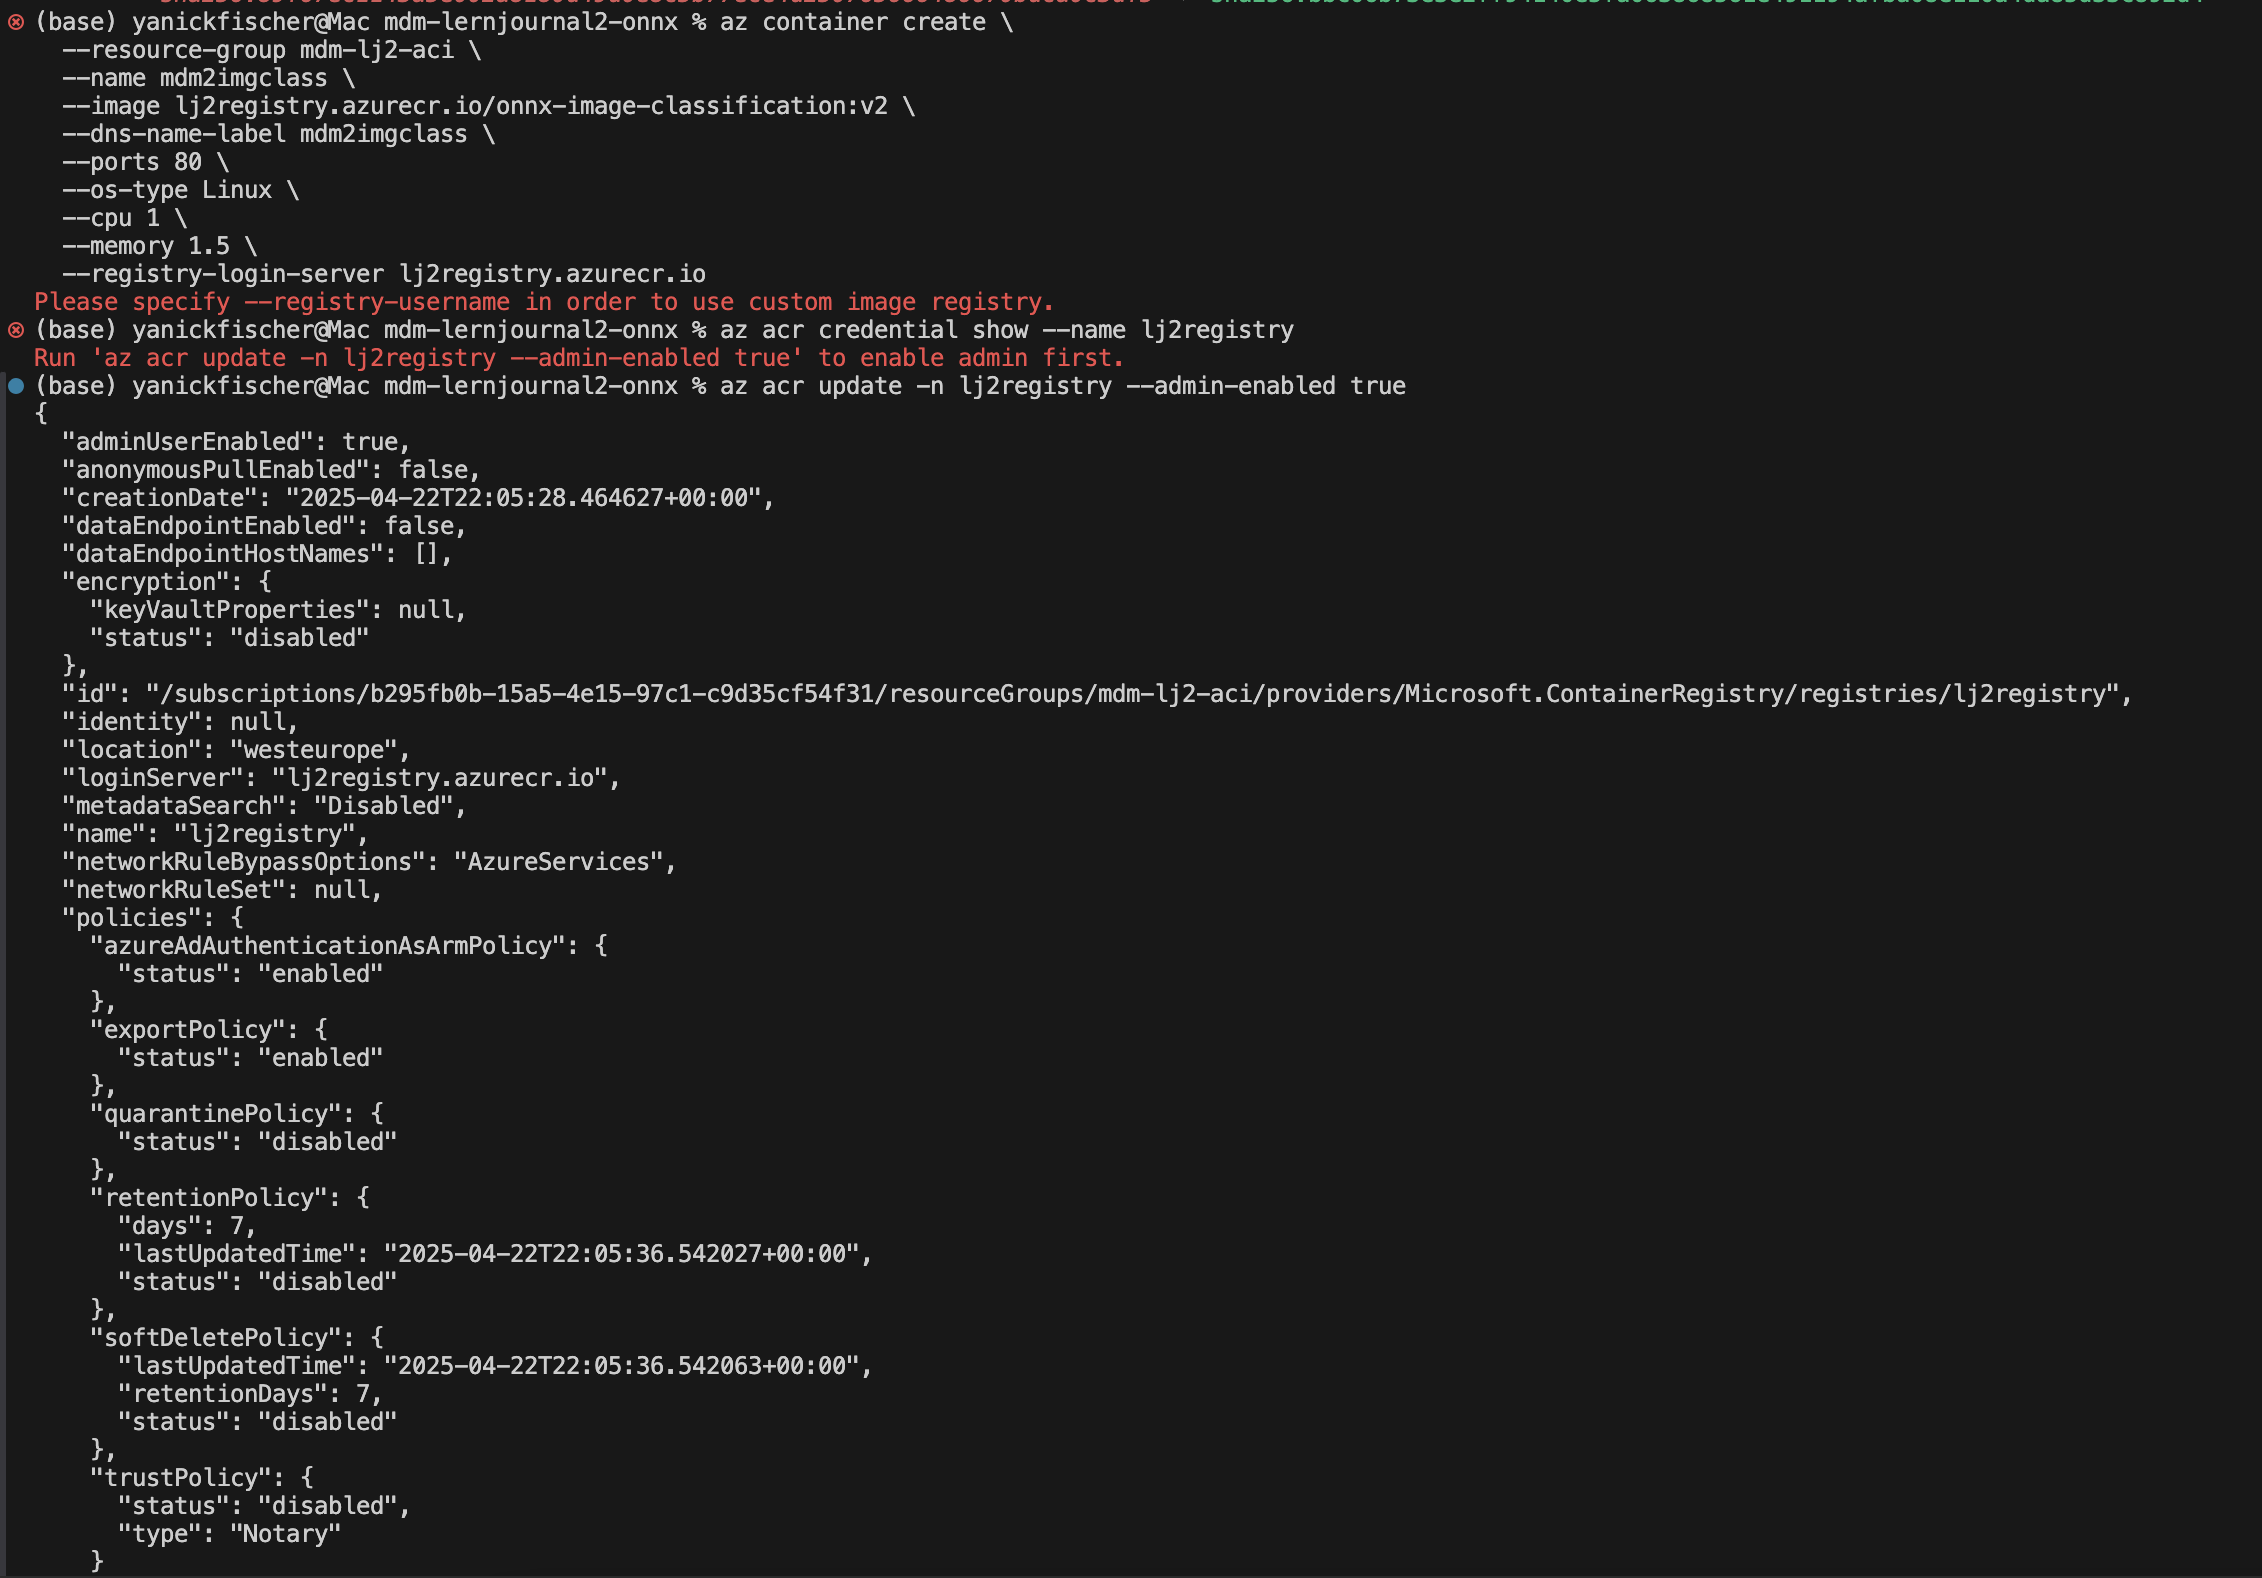 (base) yanickfischer@Mac mdm-lernjournal2-onnx % az container create \
  --resource-group mdm-lj2-aci \
  --name mdm2imgclass \
  --image lj2registry.azurecr.io/onnx-image-classification:v2 \
  --dns-name-label mdm2imgclass \
  --ports 80 \
  --os-type Linux \
  --cpu 1 \
  --memory 1.5 \
  --registry-login-server lj2registry.azurecr.io
Please specify --registry-username in order to use custom image registry.
(base) yanickfischer@Mac mdm-lernjournal2-onnx % az acr credential show --name lj2registry
Run 'az acr update -n lj2registry --admin-enabled true' to enable admin first.
(base) yanickfischer@Mac mdm-lernjournal2-onnx % az acr update -n lj2registry --admin-enabled true
{
  "adminUserEnabled": true,
  "anonymousPullEnabled": false,
  "creationDate": "2025-04-22T22:05:28.464627+00:00",
  "dataEndpointEnabled": false,
  "dataEndpointHostNames": [],
  "encryption": {
    "keyVaultProperties": null,
    "status": "disabled"
  },
  "id": "/subscriptions/b295fb0b-15a5-4e15-97c1-c9d35cf54f31/resourceGroups/mdm-lj2-aci/providers/Microsoft.ContainerRegistry/registries/lj2registry",
  "identity": null,
  "location": "westeurope",
  "loginServer": "lj2registry.azurecr.io",
  "metadataSearch": "Disabled",
  "name": "lj2registry",
  "networkRuleBypassOptions": "AzureServices",
  "networkRuleSet": null,
  "policies": {
    "azureAdAuthenticationAsArmPolicy": {
      "status": "enabled"
    },
    "exportPolicy": {
      "status": "enabled"
    },
    "quarantinePolicy": {
      "status": "disabled"
    },
    "retentionPolicy": {
      "days": 7,
      "lastUpdatedTime": "2025-04-22T22:05:36.542027+00:00",
      "status": "disabled"
    },
    "softDeletePolicy": {
      "lastUpdatedTime": "2025-04-22T22:05:36.542063+00:00",
      "retentionDays": 7,
      "status": "disabled"
    },
    "trustPolicy": {
      "status": "disabled",
      "type": "Notary"
    }